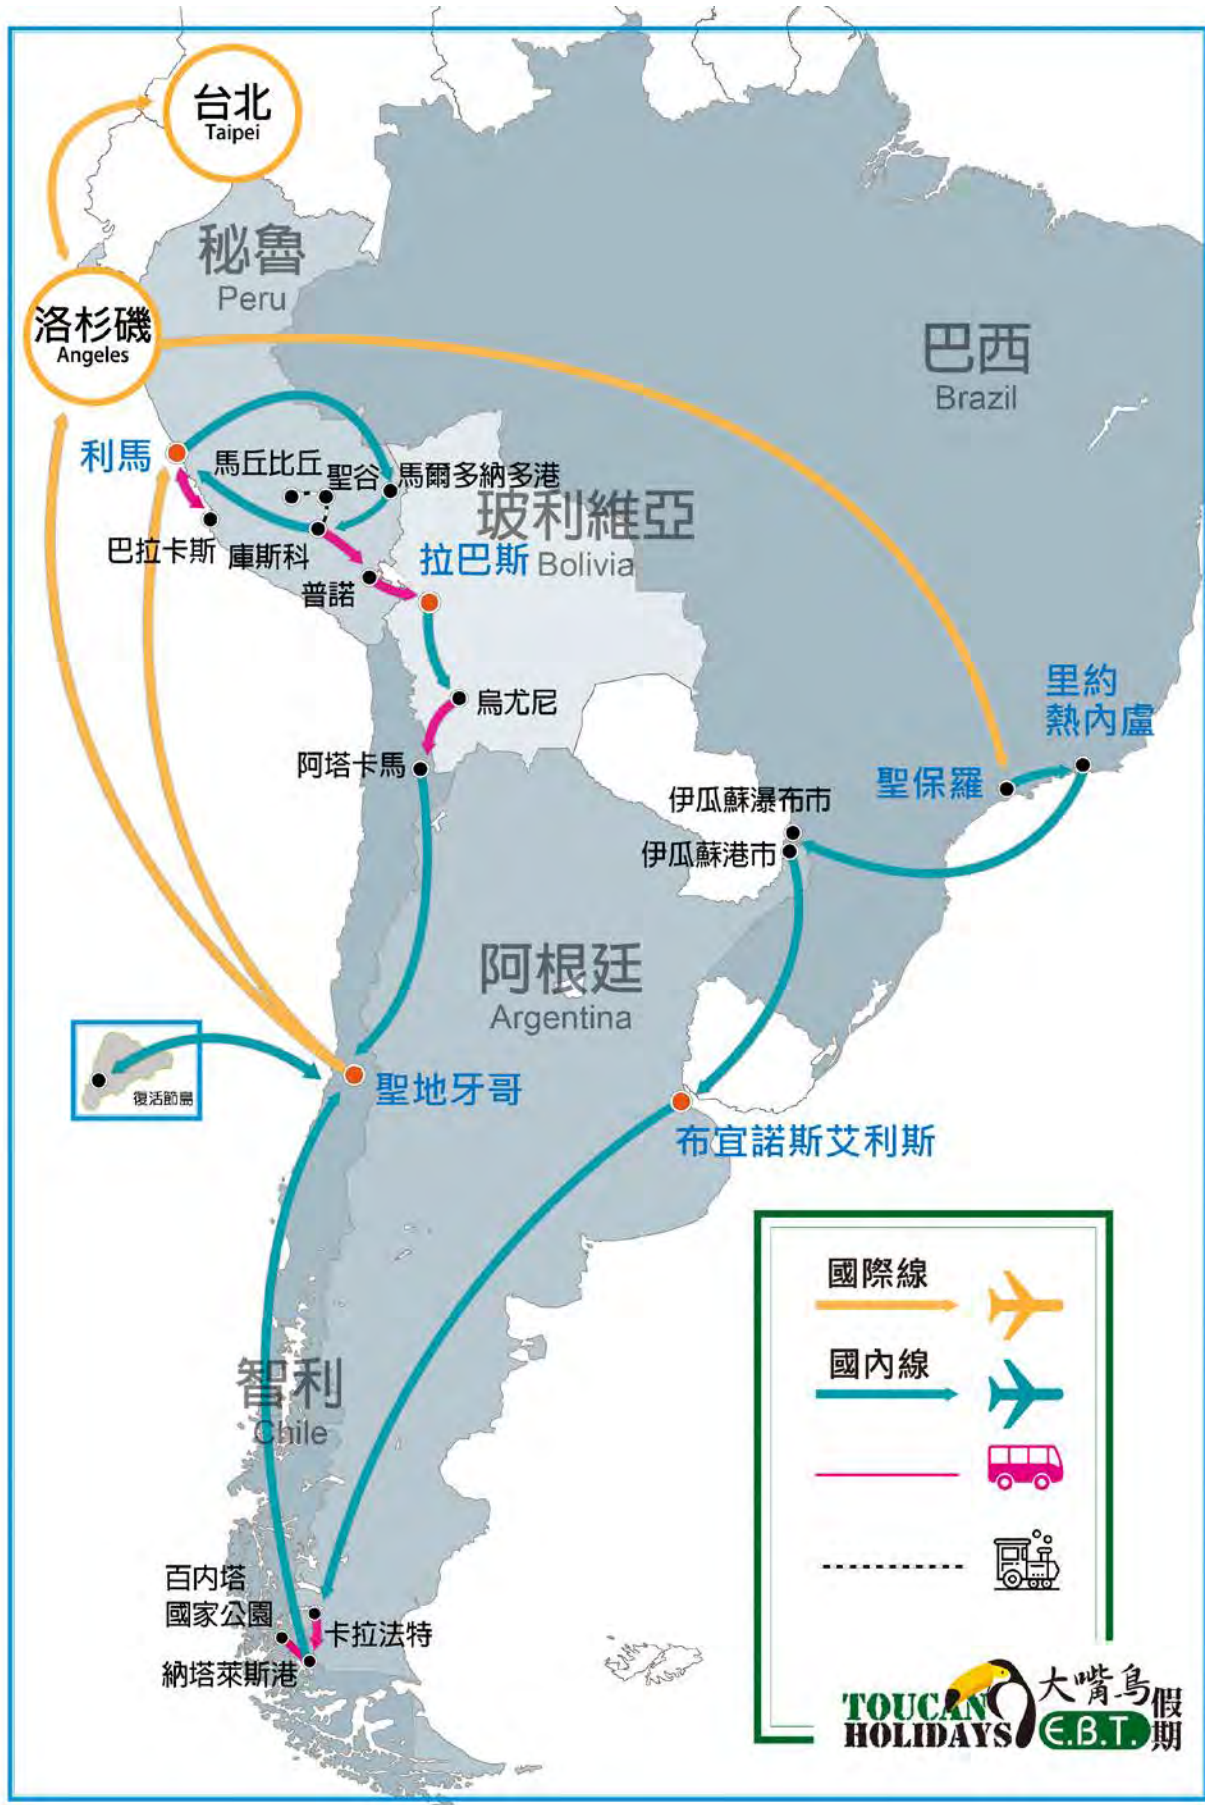 台北
Taipei
秘魯
Peru
洛杉磯
Angeles
巴西
Brazil
利馬
馬丘比丘
聖谷
馬爾多納多港
玻利維亞
Bolivia
巴拉卡斯
庫斯科
拉巴斯
普諾
里約
熱內盧
烏尤尼
阿塔卡馬
聖保羅
伊瓜蘇瀑布市
伊瓜蘇港市
阿根廷
Argentina
復活節島
聖地牙哥
布宜諾斯艾利斯
國際線
國內線
智利
Chile
百内塔
國家公園
卡拉法特
納塔萊斯港
TOUCAN
HOLIDAYS
大嘴鳥
E.B.T.
假期